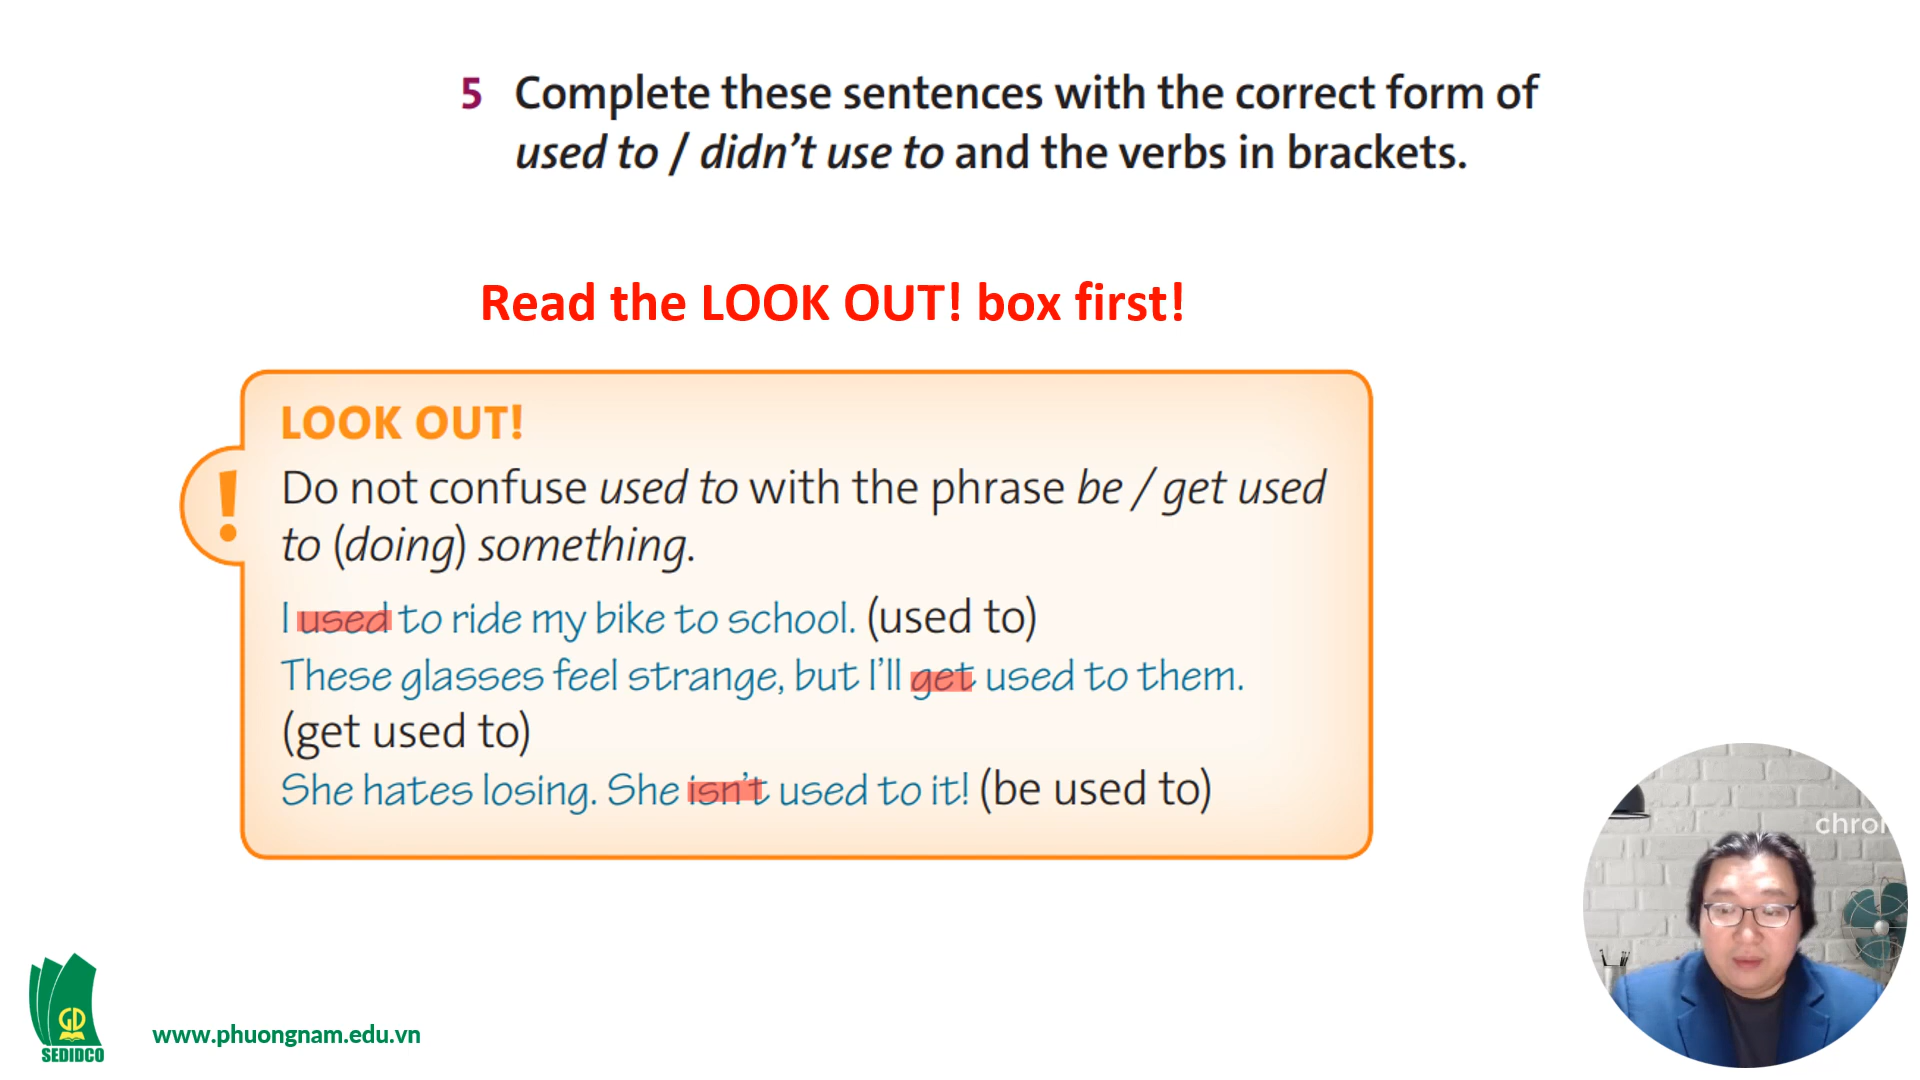 5 Complete these sentences with the correct form of
used to / didn't use to and the verbs in brackets.
Read the LOOK OUT! box first!
LOOK OUT!
!
Do not confuse used to with the phrase be / get used
to (doing) something.
I used to ride my bike to school. (used to)
These glasses feel strange, but I'll get used to them.
(get used to)
She hates losing. She isn't used to it! (be used to)
GD
SEDIDCO
www.phuongnam.edu.vn